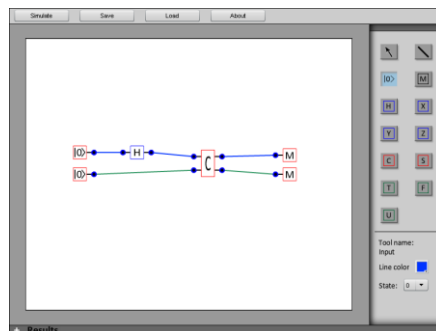 Simulate Save Load About
|0> M
H X
Y Z
C S
T F
U
|0> H C M
|0> M
Tool name:
Input
Line color
State: 0
+ Results